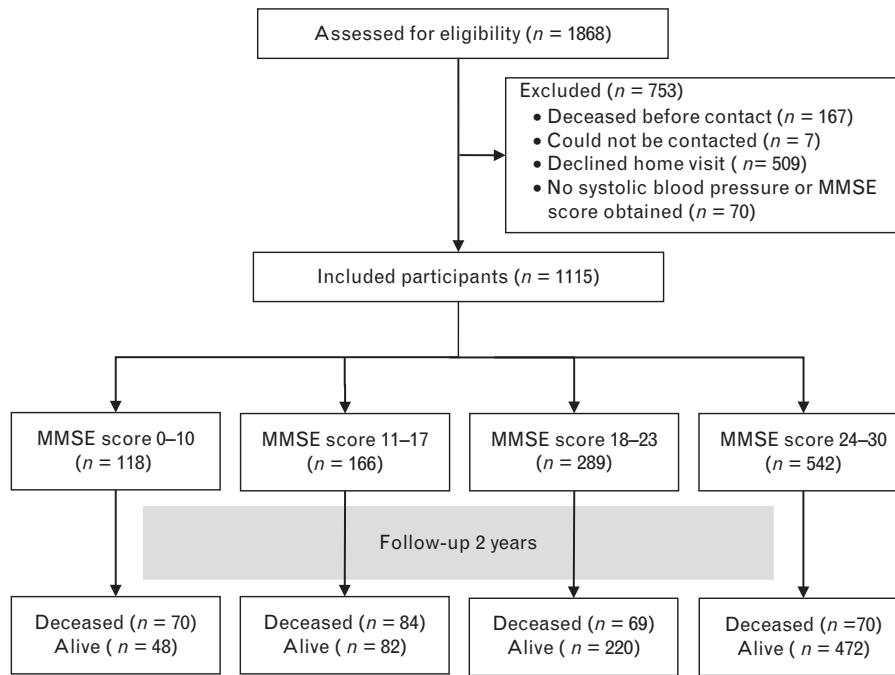 Assessed for eligibility (n = 1868)
Excluded (n = 753)
• Deceased before contact (n = 167)
• Could not be contacted (n = 7)
• Declined home visit ( n= 509)
• No systolic blood pressure or MMSE
score obtained (n = 70)
Included participants (n = 1115)
MMSE score 0–10
(n = 118)
MMSE score 11–17
(n = 166)
MMSE score 18–23
(n = 289)
MMSE score 24–30
(n = 542)
Follow-up 2 years
Deceased (n = 70)
Alive ( n = 48)
Deceased (n = 84)
Alive ( n = 82)
Deceased (n = 69)
Alive ( n = 220)
Deceased (n =70)
Alive ( n = 472)